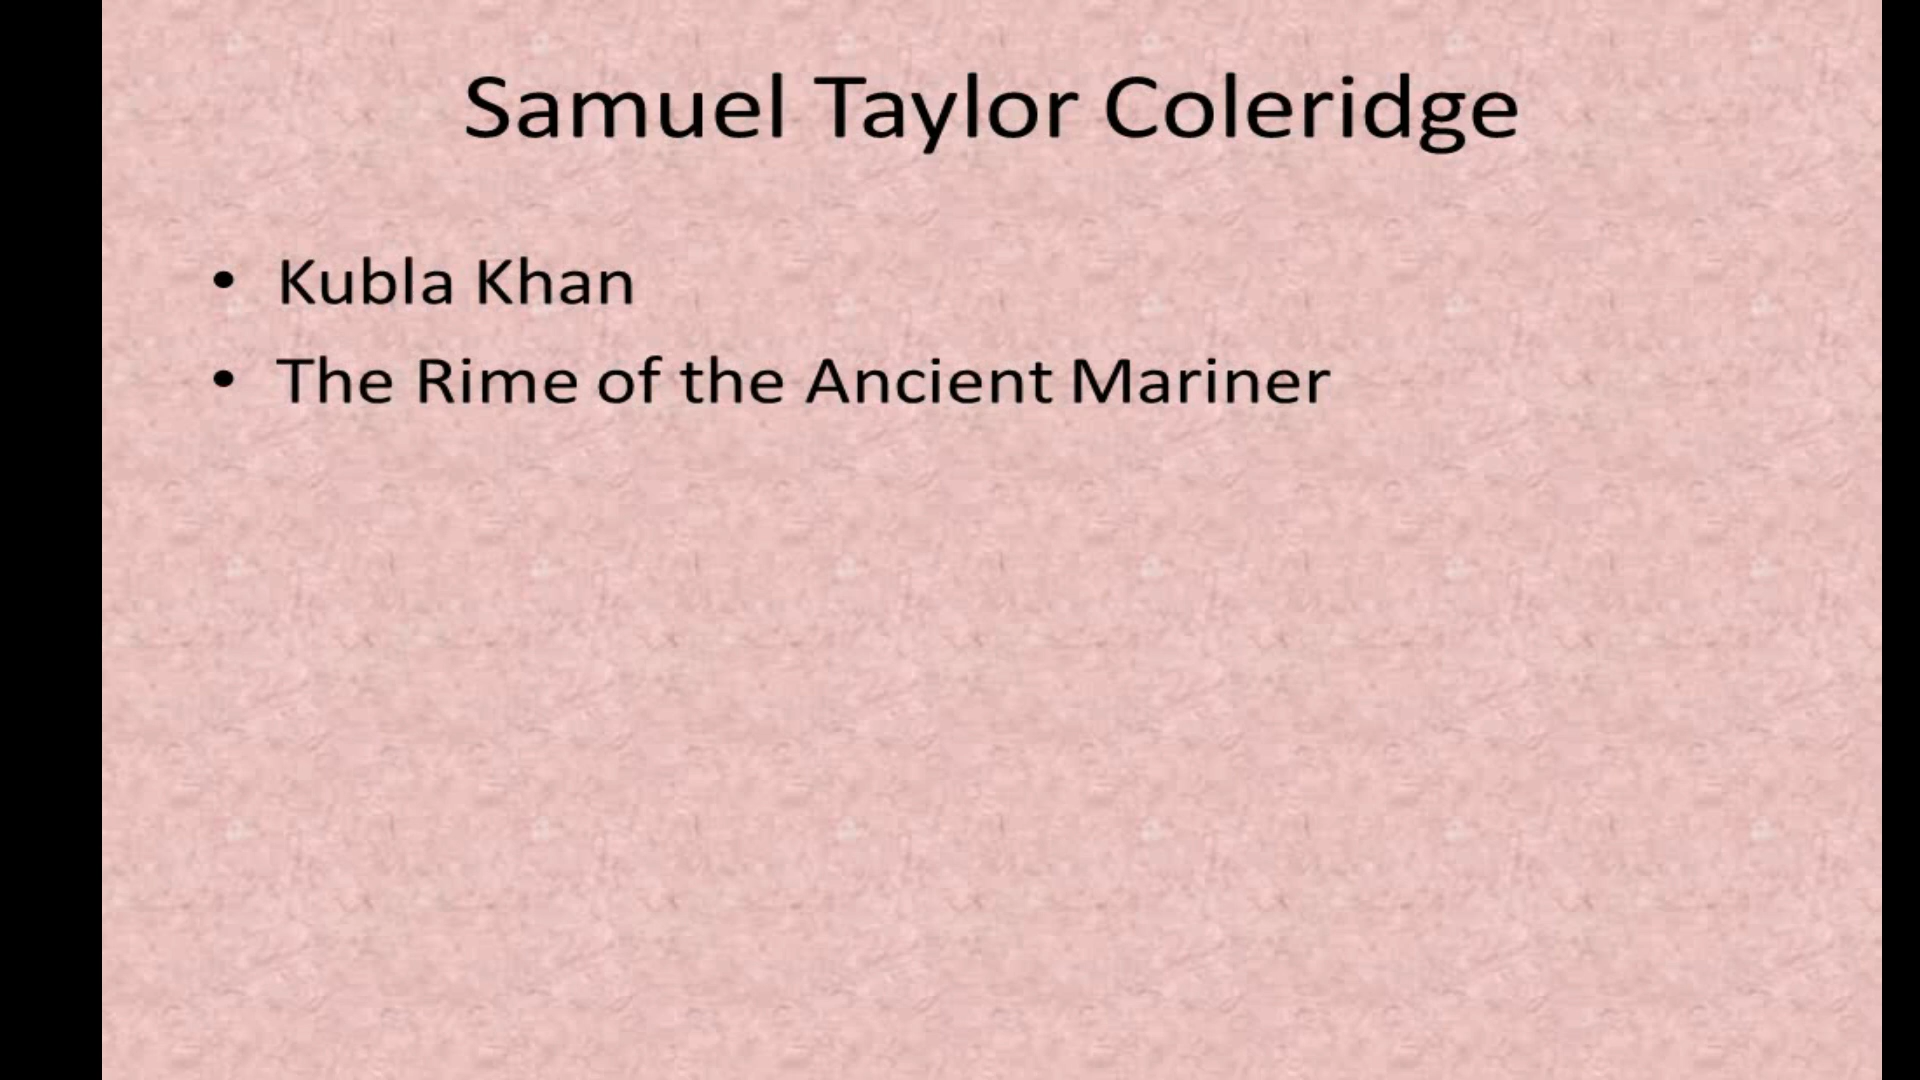 Samuel Taylor Coleridge
• Kubla Khan
• The Rime of the Ancient Mariner